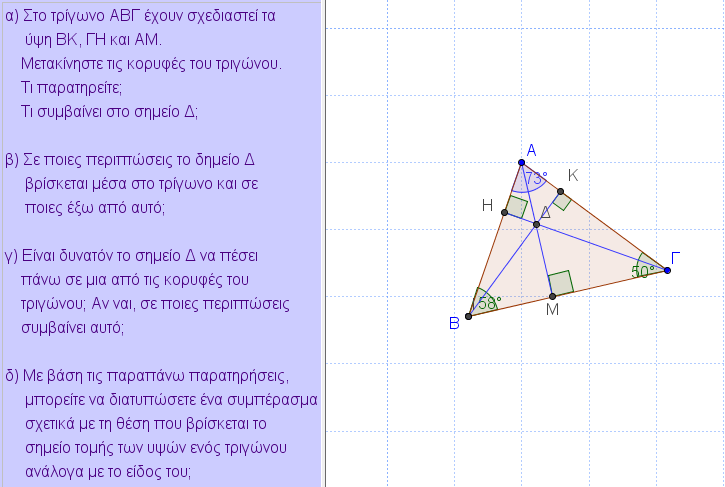 α) Στο τρίγωνο ΑΒΓ έχουν σχεδιαστεί τα
ύψη ΒΚ, ΓΗ και ΑΜ.
Μετακίνηστε τις κορυφές του τριγώνου.
Τι παρατηρείτε;
Τι συμβαίνει στο σημείο Δ;
β) Σε ποιες περιπτώσεις το δημείο Δ
βρίσκεται μέσα στο τρίγωνο και σε
ποιες έξω από αυτό;
γ) Είναι δυνατόν το σημείο Δ να πέσει
πάνω σε μια από τις κορυφές του
τριγώνου; Αν ναι, σε ποιες περιπτώσεις
συμβαίνει αυτό;
δ) Με βάση τις παραπάνω παρατηρήσεις,
μπορείτε να διατυπώσετε ένα συμπέρασμα
σχετικά με τη θέση που βρίσκεται το
σημείο τομής των υψών ενός τριγώνου
ανάλογα με το είδος του;
Α
Κ
73°
Η
Δ
Γ
50°
58°
Μ
Β